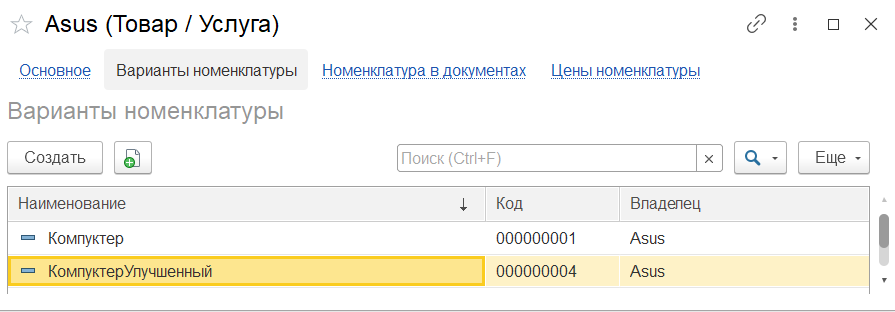 Asus (Товар / Услуга)
Основное Варианты номенклатуры Номенклатура в документах Цены номенклатуры
Варианты номенклатуры
Создать Поиск (Ctrl+F) Еще
Наименование Код Владелец
Компуктер 000000001 Asus
КомпуктерУлучшенный 000000004 Asus